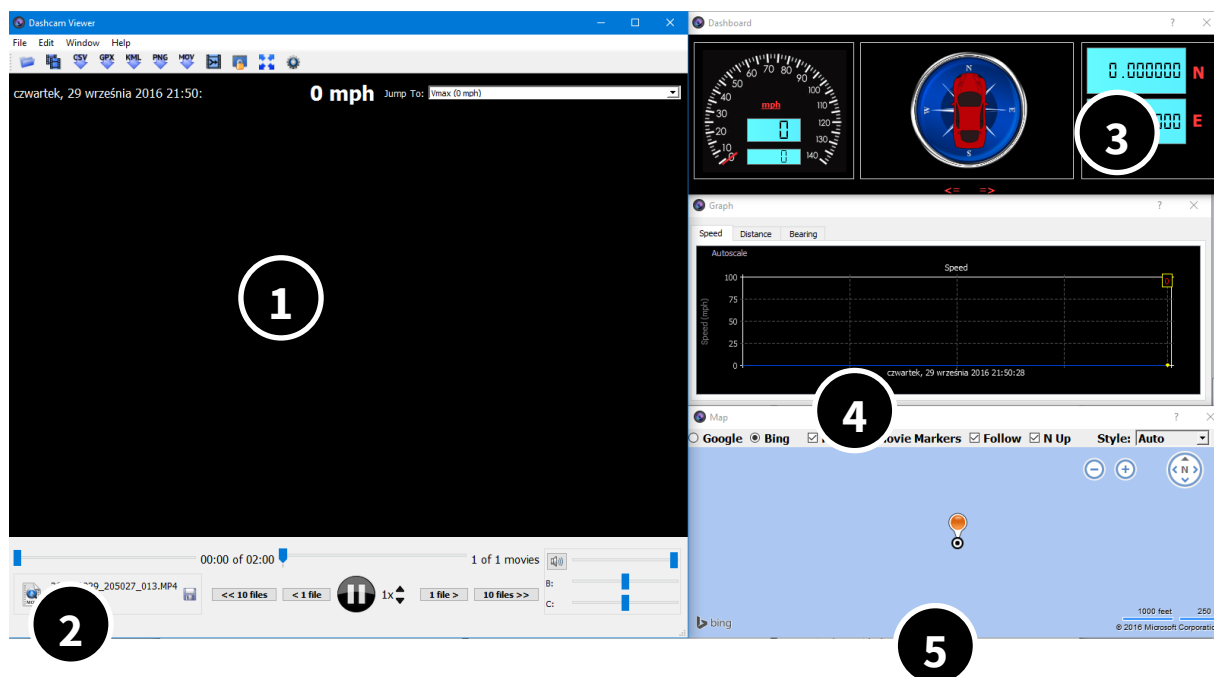 Dashcam Viewer
File Edit Window Help
CSV GPX KML PNG MOV
czwartek, 29 września 2016 21:50:
0 mph Jump To: Vmax (0 mph)
1
00:00 of 02:00
1 of 1 movies
029_205027_013.MP4
<< 10 files
< 1 file
1x
1 file >
10 files >>
B:
C:
2
Dashboard
0 10 20 30 40 50 60 70 80 90 100 110 120 130 140
mph
0
0
N
E
S
W
0.000000 N
000 E
3
<= =>
Graph
Speed Distance Bearing
Autoscale
Speed
100
75
50
25
0
Speed (mph)
0
czwartek, 29 września 2016 21:50:28
4
Map
Google Bing
ovie Markers Follow N Up Style: Auto
N
bing
1000 feet 250
© 2016 Microsoft Corporatio
5